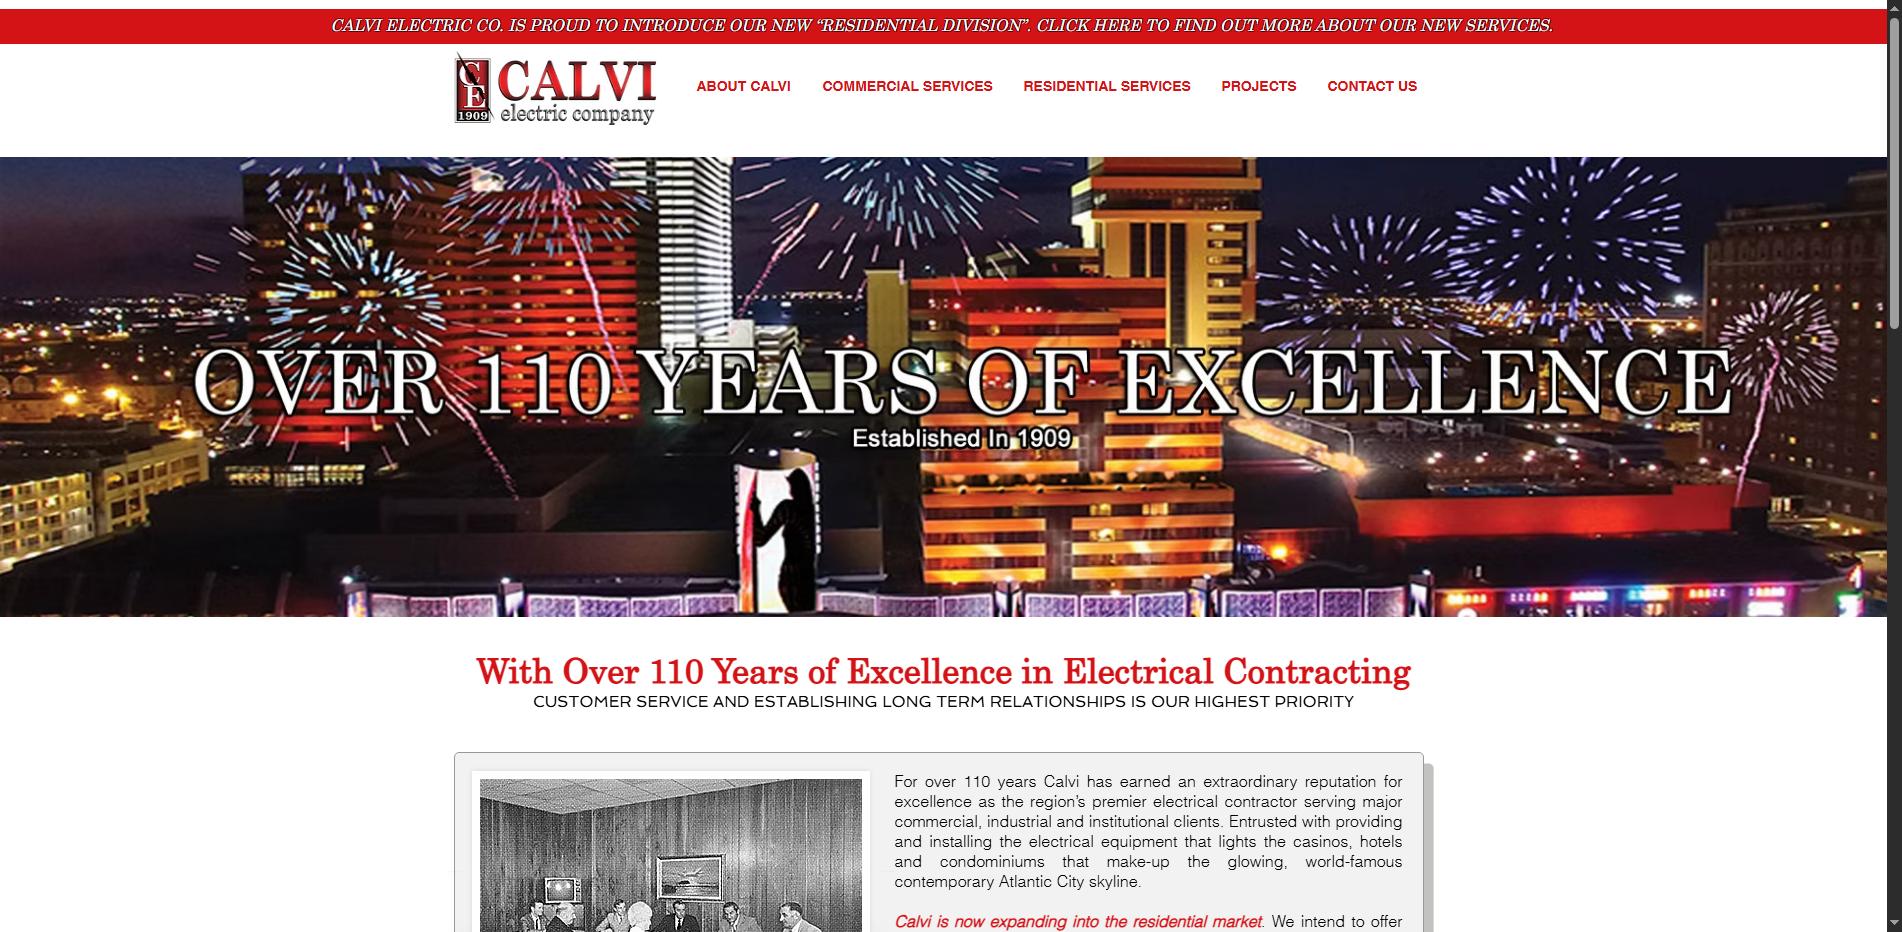 CALVI ELECTRIC CO. IS PROUD TO INTRODUCE OUR NEW “RESIDENTIAL DIVISION”. CLICK HERE TO FIND OUT MORE ABOUT OUR NEW SERVICES.
CE
1909
CALVI
electric company
ABOUT CALVI
COMMERCIAL SERVICES
RESIDENTIAL SERVICES
PROJECTS
CONTACT US
OVER 110 YEARS OF EXCELLENCE
Established In 1909
With Over 110 Years of Excellence in Electrical Contracting
CUSTOMER SERVICE AND ESTABLISHING LONG TERM RELATIONSHIPS IS OUR HIGHEST PRIORITY
For over 110 years Calvi has earned an extraordinary reputation for
excellence as the region's premier electrical contractor serving major
commercial, industrial and institutional clients. Entrusted with providing
and installing the electrical equipment that lights the casinos, hotels
and condominiums that make-up the glowing, world-famous
contemporary Atlantic City skyline.
Calvi is now expanding into the residential market. We intend to offer